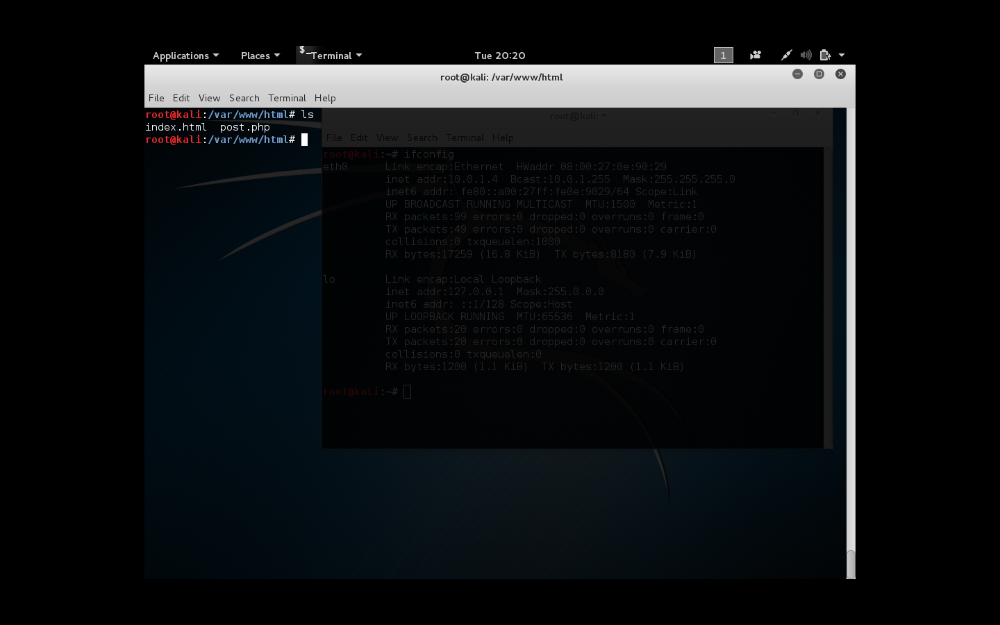 Applications Places $_ Terminal Tue 20:20 1
root@kali: /var/www/html
File Edit View Search Terminal Help
root@kali:/var/www/html# ls
index.html  post.php
root@kali:/var/www/html#
root@kali: ~
File Edit View Search Terminal Help
root@kali:~# ifconfig
eth0      Link encap:Ethernet  HWaddr 08:00:27:0e:90:29
          inet addr:10.0.1.4  Bcast:10.0.1.255  Mask:255.255.255.0
          inet6 addr: fe80::a00:27ff:fe0e:9029/64 Scope:Link
          UP BROADCAST RUNNING MULTICAST  MTU:1500  Metric:1
          RX packets:99 errors:0 dropped:0 overruns:0 frame:0
          TX packets:49 errors:0 dropped:0 overruns:0 carrier:0
          collisions:0 txqueuelen:1000
          RX bytes:17259 (16.8 KiB)  TX bytes:8180 (7.9 KiB)
lo        Link encap:Local Loopback
          inet addr:127.0.0.1  Mask:255.0.0.0
          inet6 addr: ::1/128 Scope:Host
          UP LOOPBACK RUNNING  MTU:65536  Metric:1
          RX packets:20 errors:0 dropped:0 overruns:0 frame:0
          TX packets:20 errors:0 dropped:0 overruns:0 carrier:0
          collisions:0 txqueuelen:0
          RX bytes:1200 (1.1 KiB)  TX bytes:1200 (1.1 KiB)
root@kali:~#